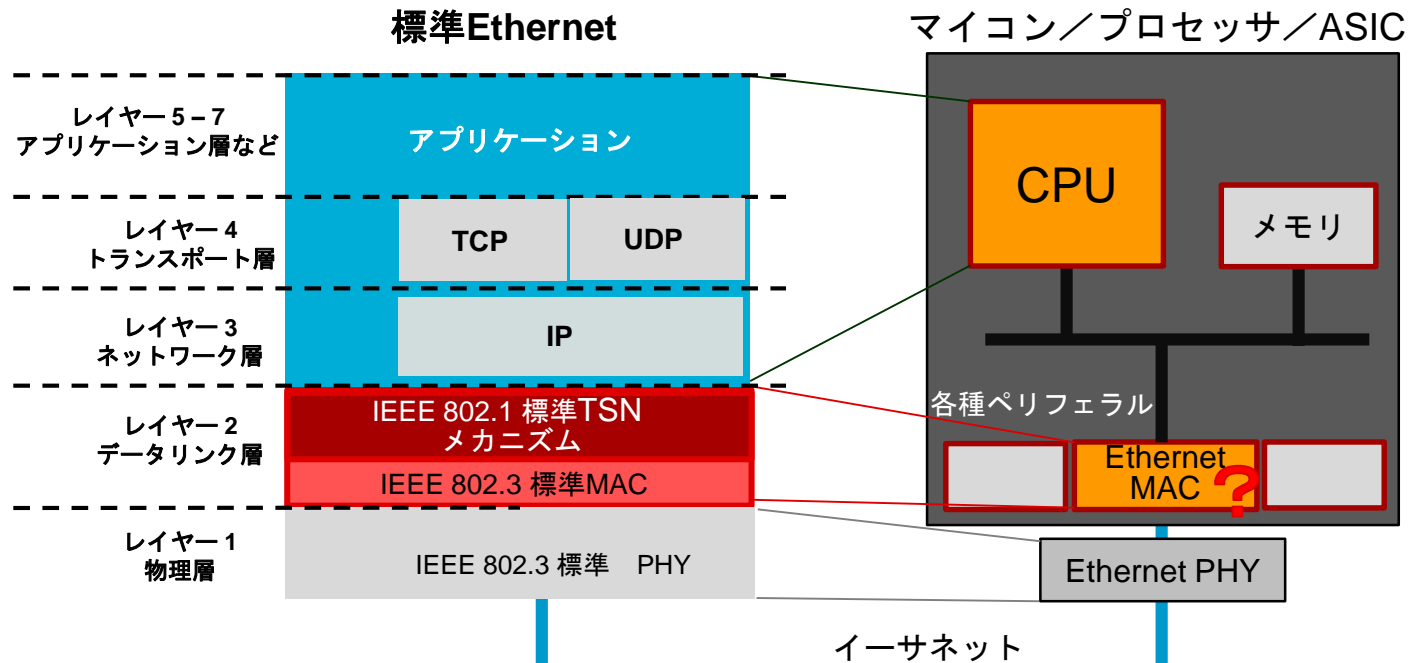 標準Ethernet
マイコン／プロセッサ／ASIC
レイヤー 5 – 7
アプリケーション層など
アプリケーション
レイヤー 4
トランスポート層
TCP
UDP
レイヤー 3
ネットワーク層
IP
レイヤー 2
データリンク層
IEEE 802.1 標準TSN
メカニズム
IEEE 802.3 標準MAC
レイヤー 1
物理層
IEEE 802.3 標準　PHY
CPU
メモリ
各種ペリフェラル
Ethernet
MAC
?
Ethernet PHY
イーサネット